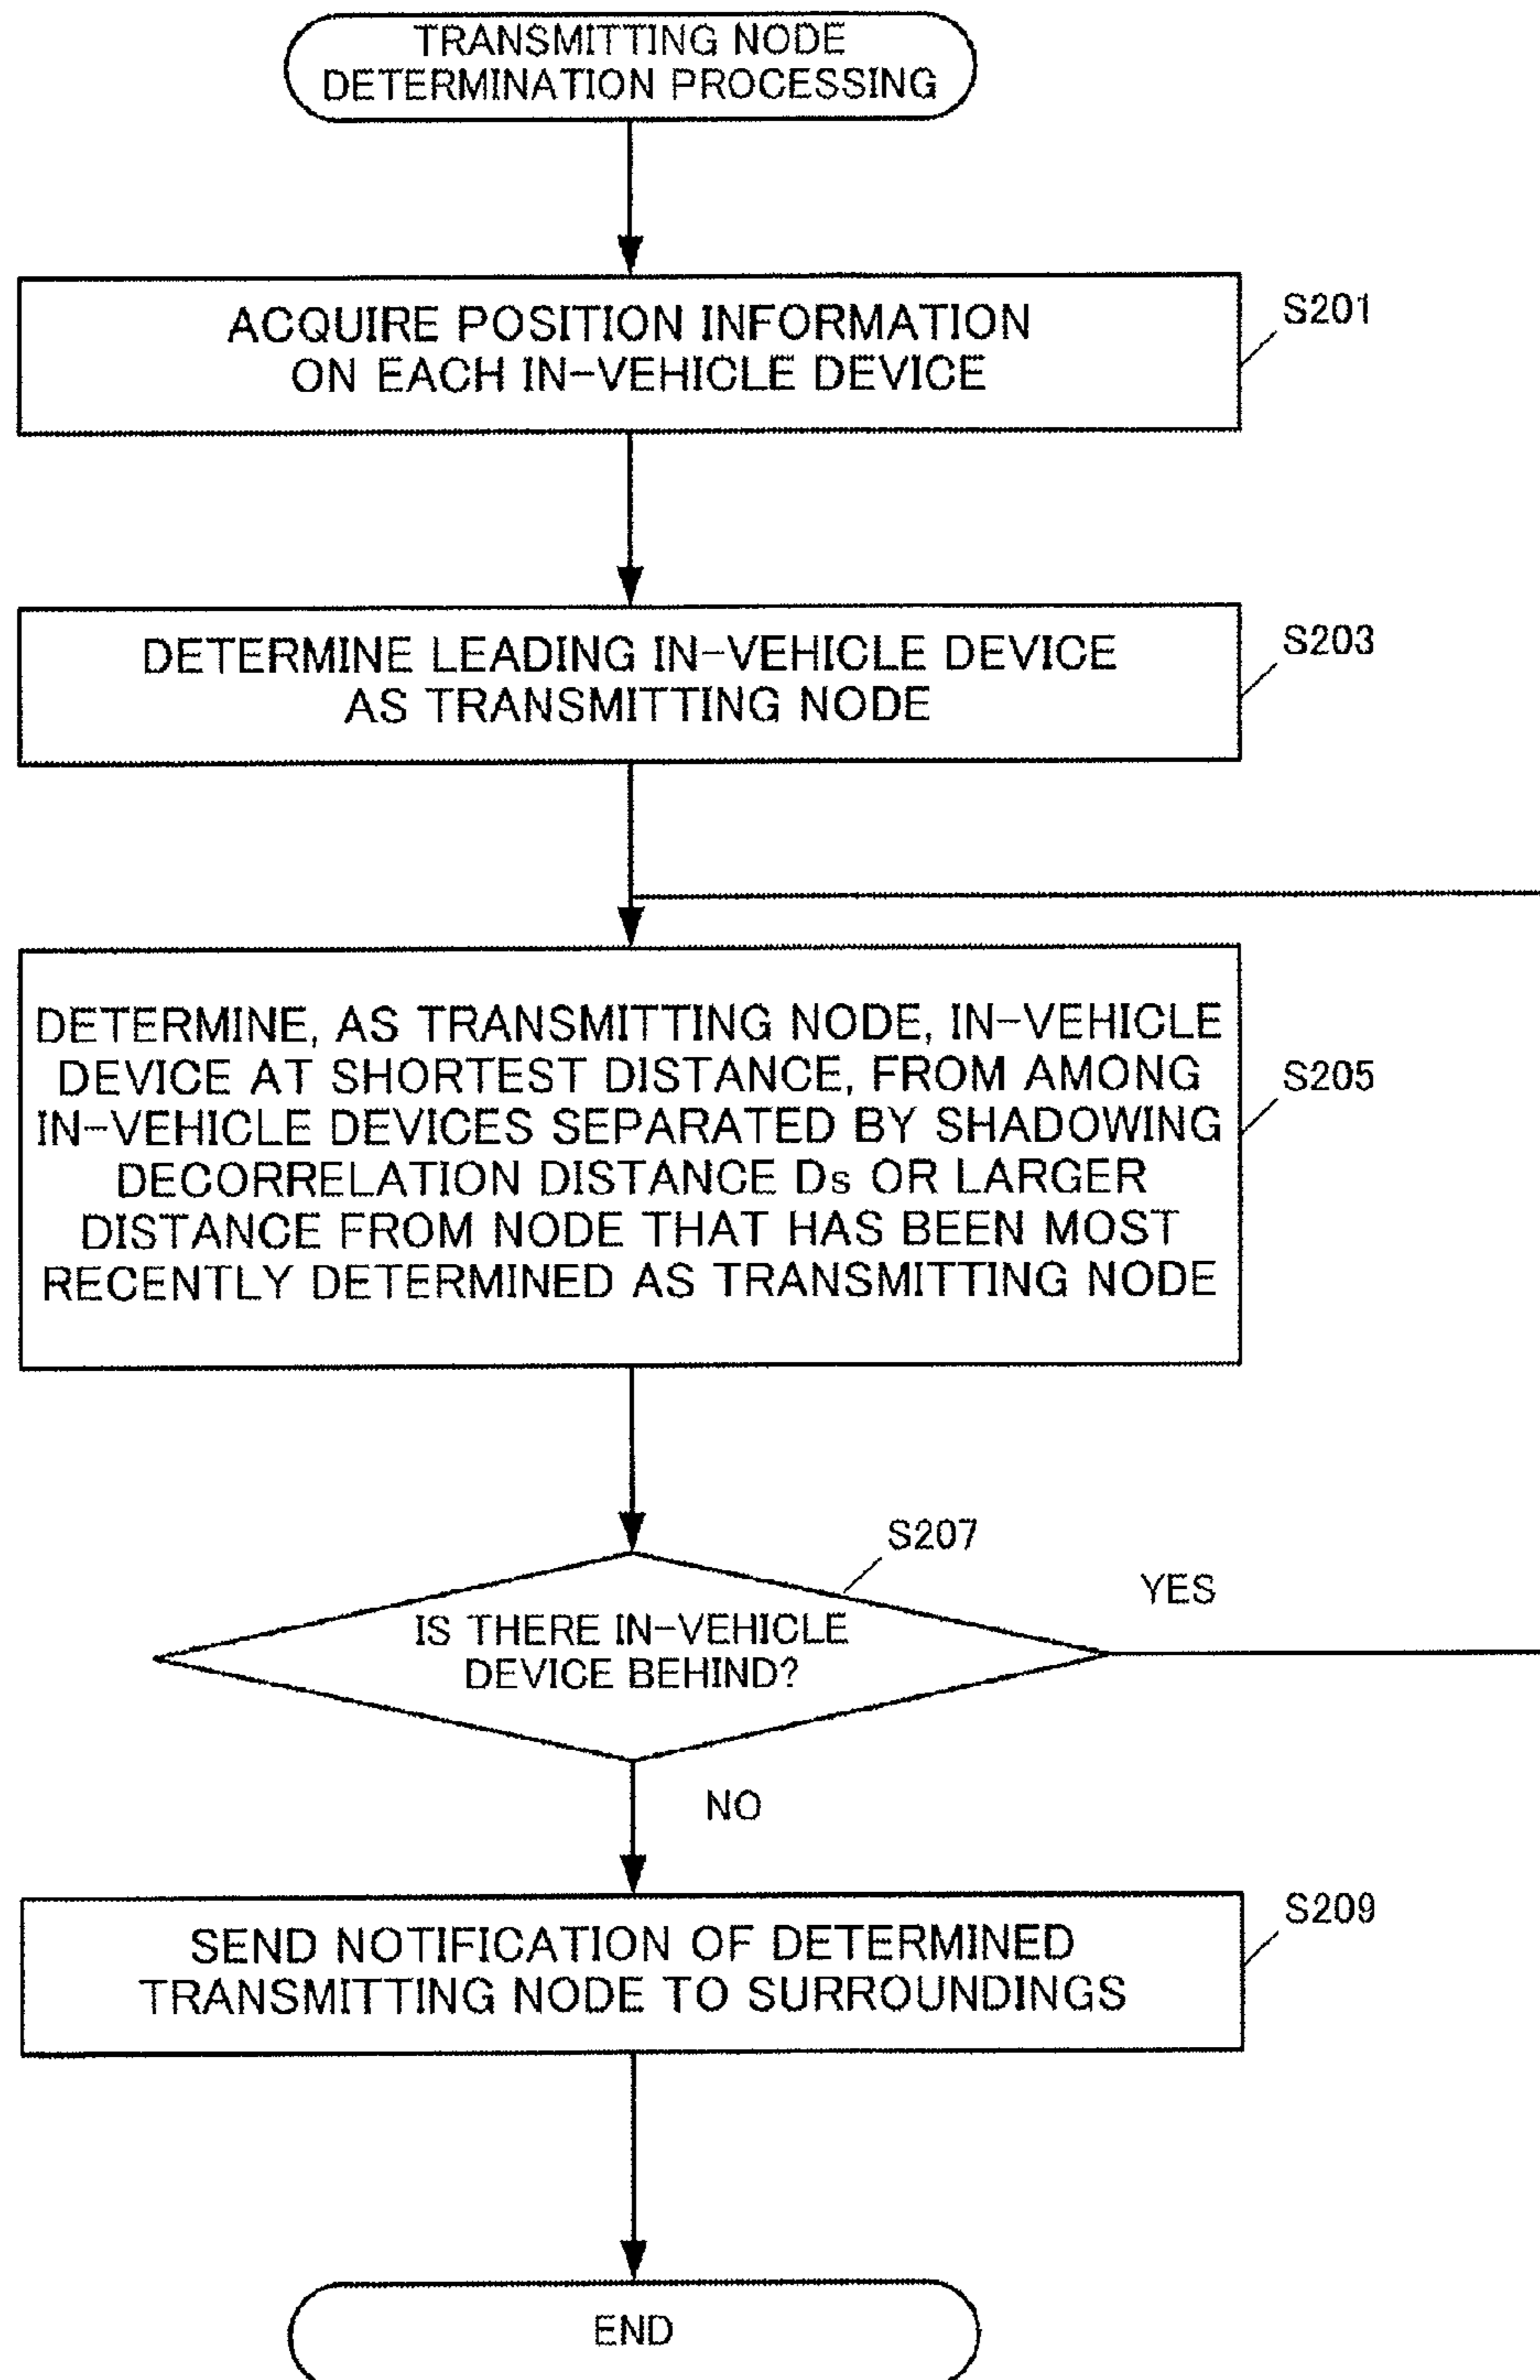 TRANSMITTING NODE
DETERMINATION PROCESSING
ACQUIRE POSITION INFORMATION
ON EACH IN-VEHICLE DEVICE
S201
DETERMINE LEADING IN-VEHICLE DEVICE
AS TRANSMITTING NODE
S203
DETERMINE, AS TRANSMITTING NODE, IN-VEHICLE
DEVICE AT SHORTEST DISTANCE, FROM AMONG
IN-VEHICLE DEVICES SEPARATED BY SHADOWING
DECORRELATION DISTANCE Ds OR LARGER
DISTANCE FROM NODE THAT HAS BEEN MOST
RECENTLY DETERMINED AS TRANSMITTING NODE
S205
S207
IS THERE IN-VEHICLE
DEVICE BEHIND?
YES
NO
SEND NOTIFICATION OF DETERMINED
TRANSMITTING NODE TO SURROUNDINGS
S209
END